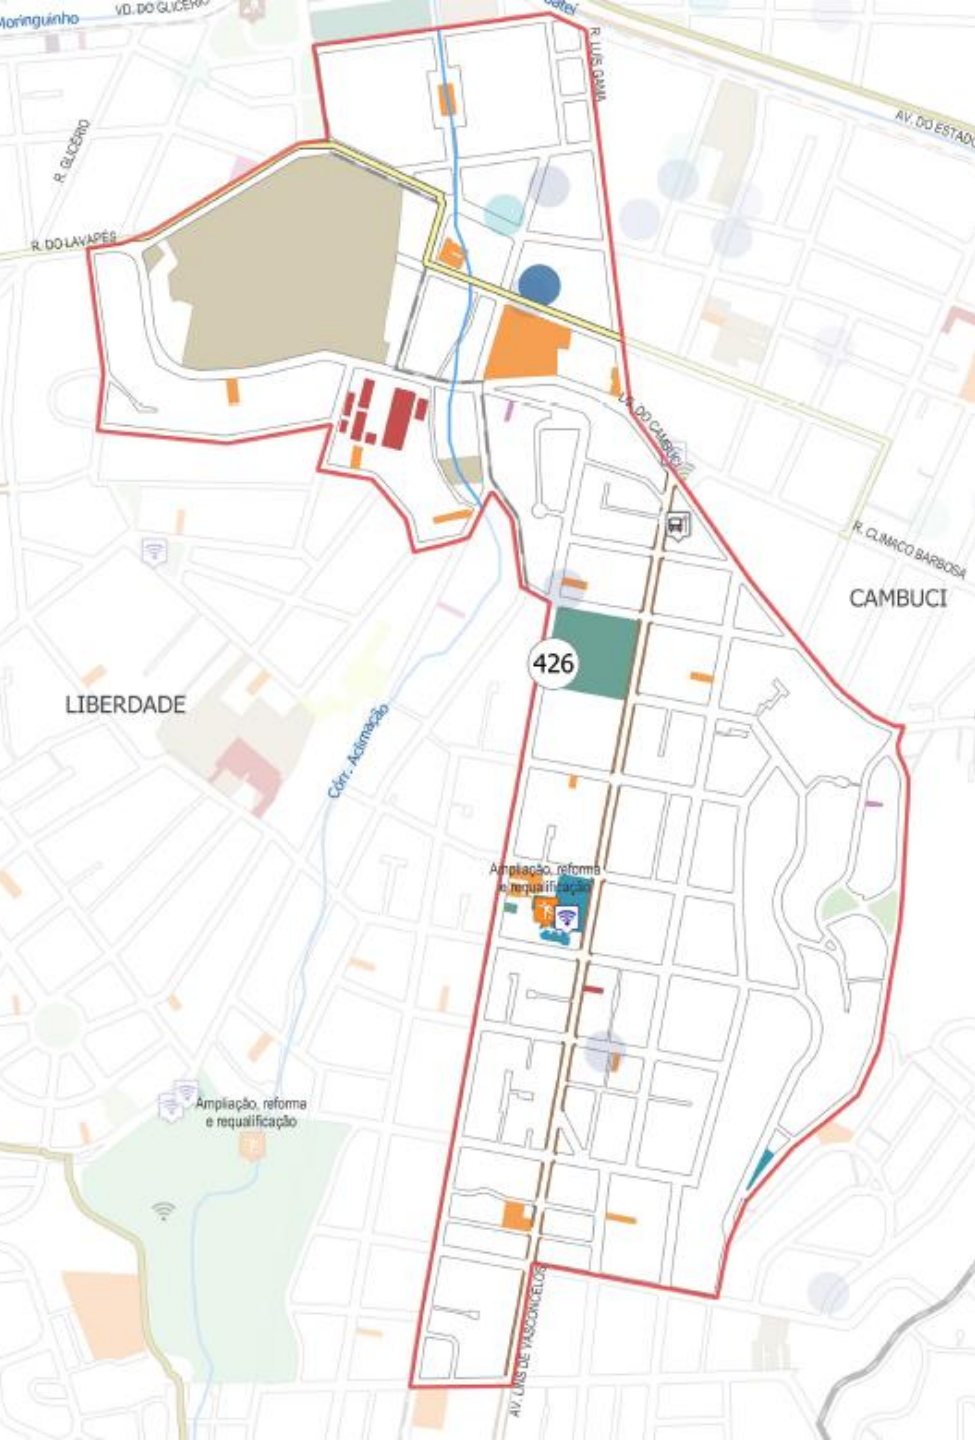 Moringuinho
VD. DO GLICÉRIO
R. LUÍS GAMA
AV. DO ESTADO
R. GLICÉRIO
R. DO LAVAPÉS
LG. DO CAMBUCI
R. CLIMACO BARBOSA
CAMBUCI
426
LIBERDADE
Córr. Aclimação
Ampliação, reforma
e requalificação
Ampliação, reforma
e requalificação
AV. LINS DE VASCONCELOS